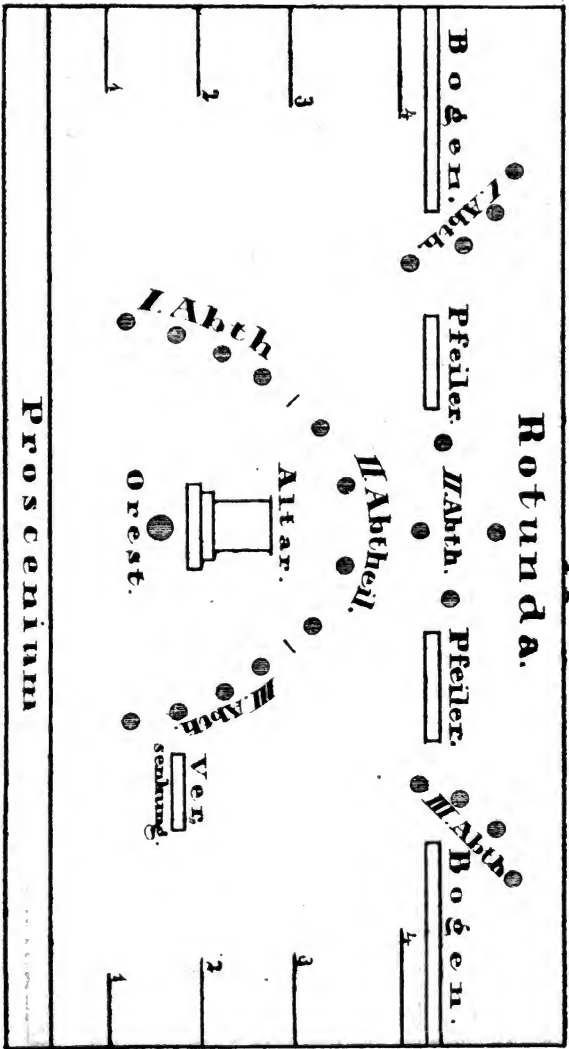 Rotunda.
Bogen.
I. Abth.
Pfeiler.
II. Abth.
Pfeiler.
III. Abth
Bogen.
4
4
I. Abth
II. Abtheil.
III. Abth.
3
3
Altar.
2
Ver,
senkung.
2
Orest.
1
1
Proscenium